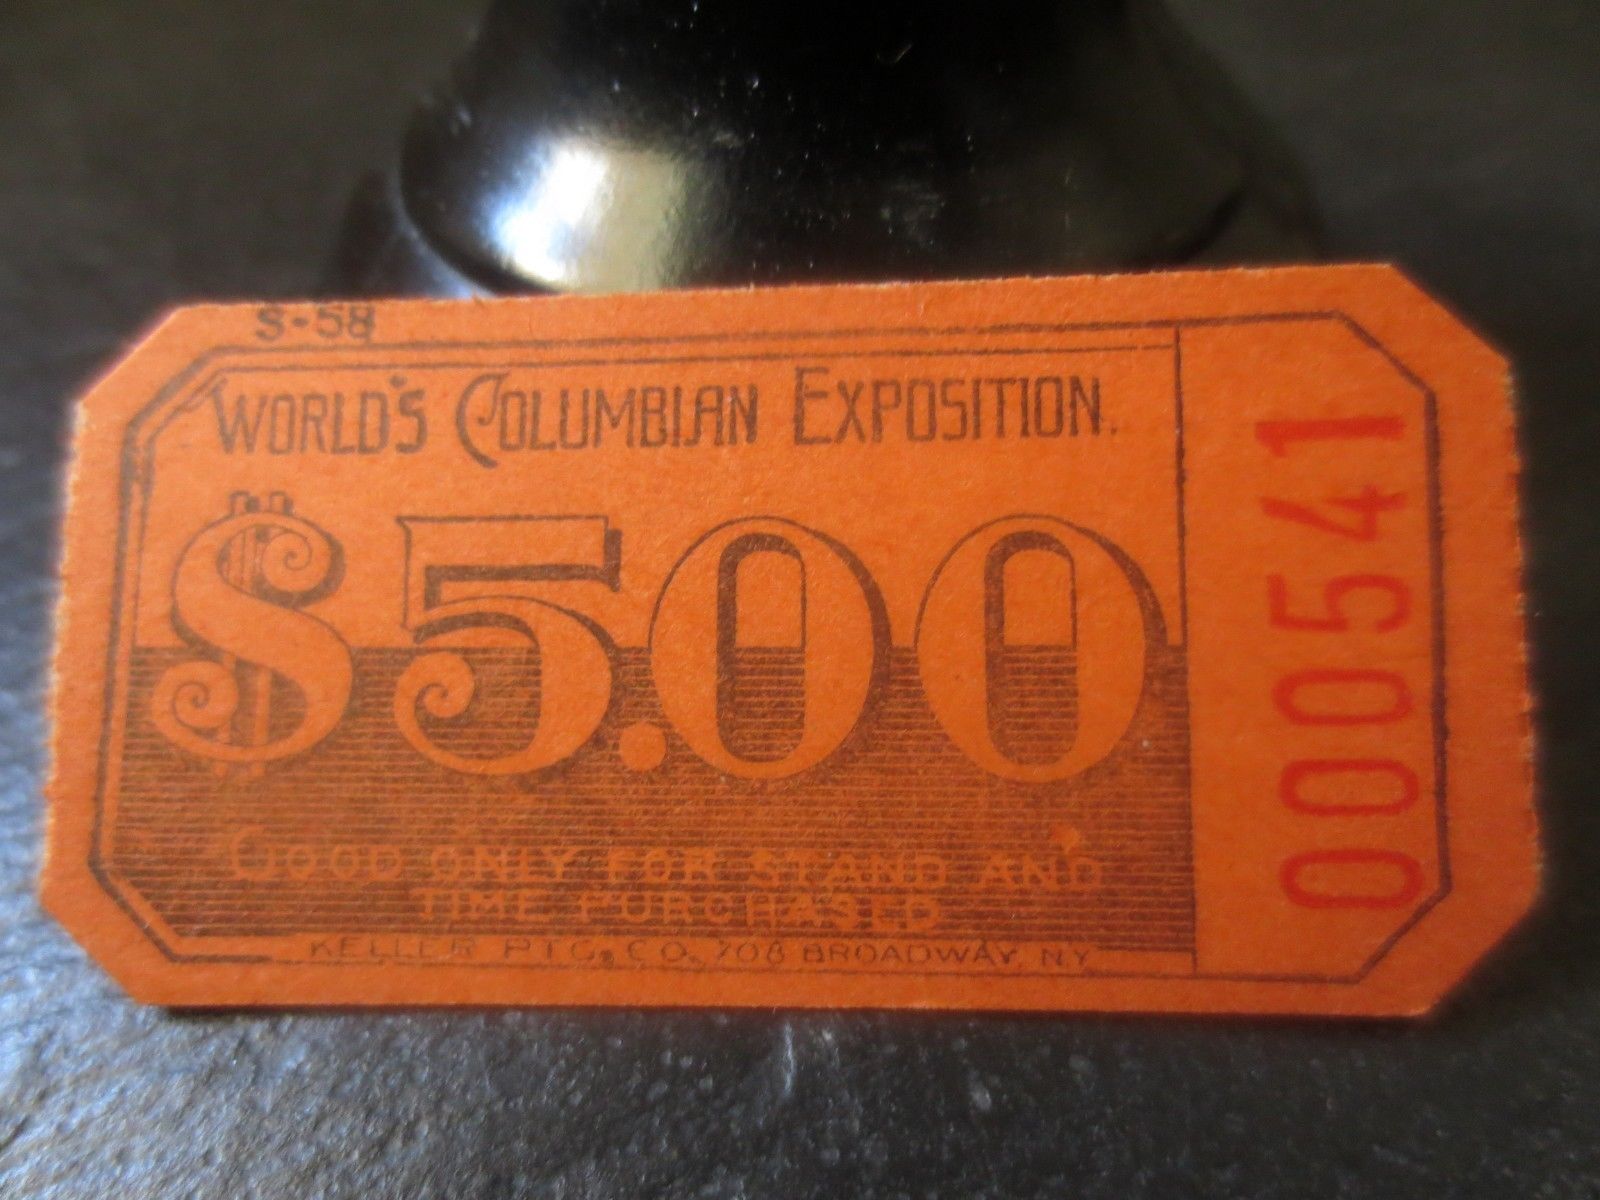 S-58
WORLD'S COLUMBIAN EXPOSITION.
$5.00
GOOD ONLY FOR STAND AND
TIME PURCHASED
KELLER PTG. CO. 708 BROADWAY. NY
000541